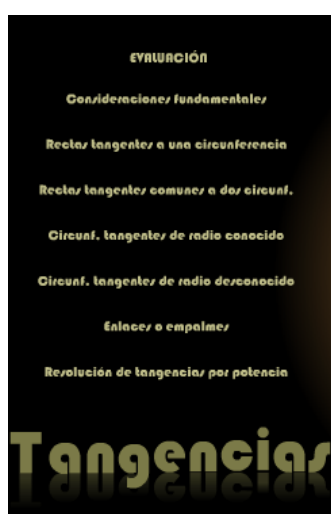 EVALUACIÓN
Consideraciones fundamentales
Rectas tangentes a una circunferencia
Rectas tangentes comunes a dos circunf.
Circunf. tangentes de radio conocido
Circunf. tangentes de radio desconocido
Enlaces o empalmes
Resolución de tangencias por potencia
Tangencias